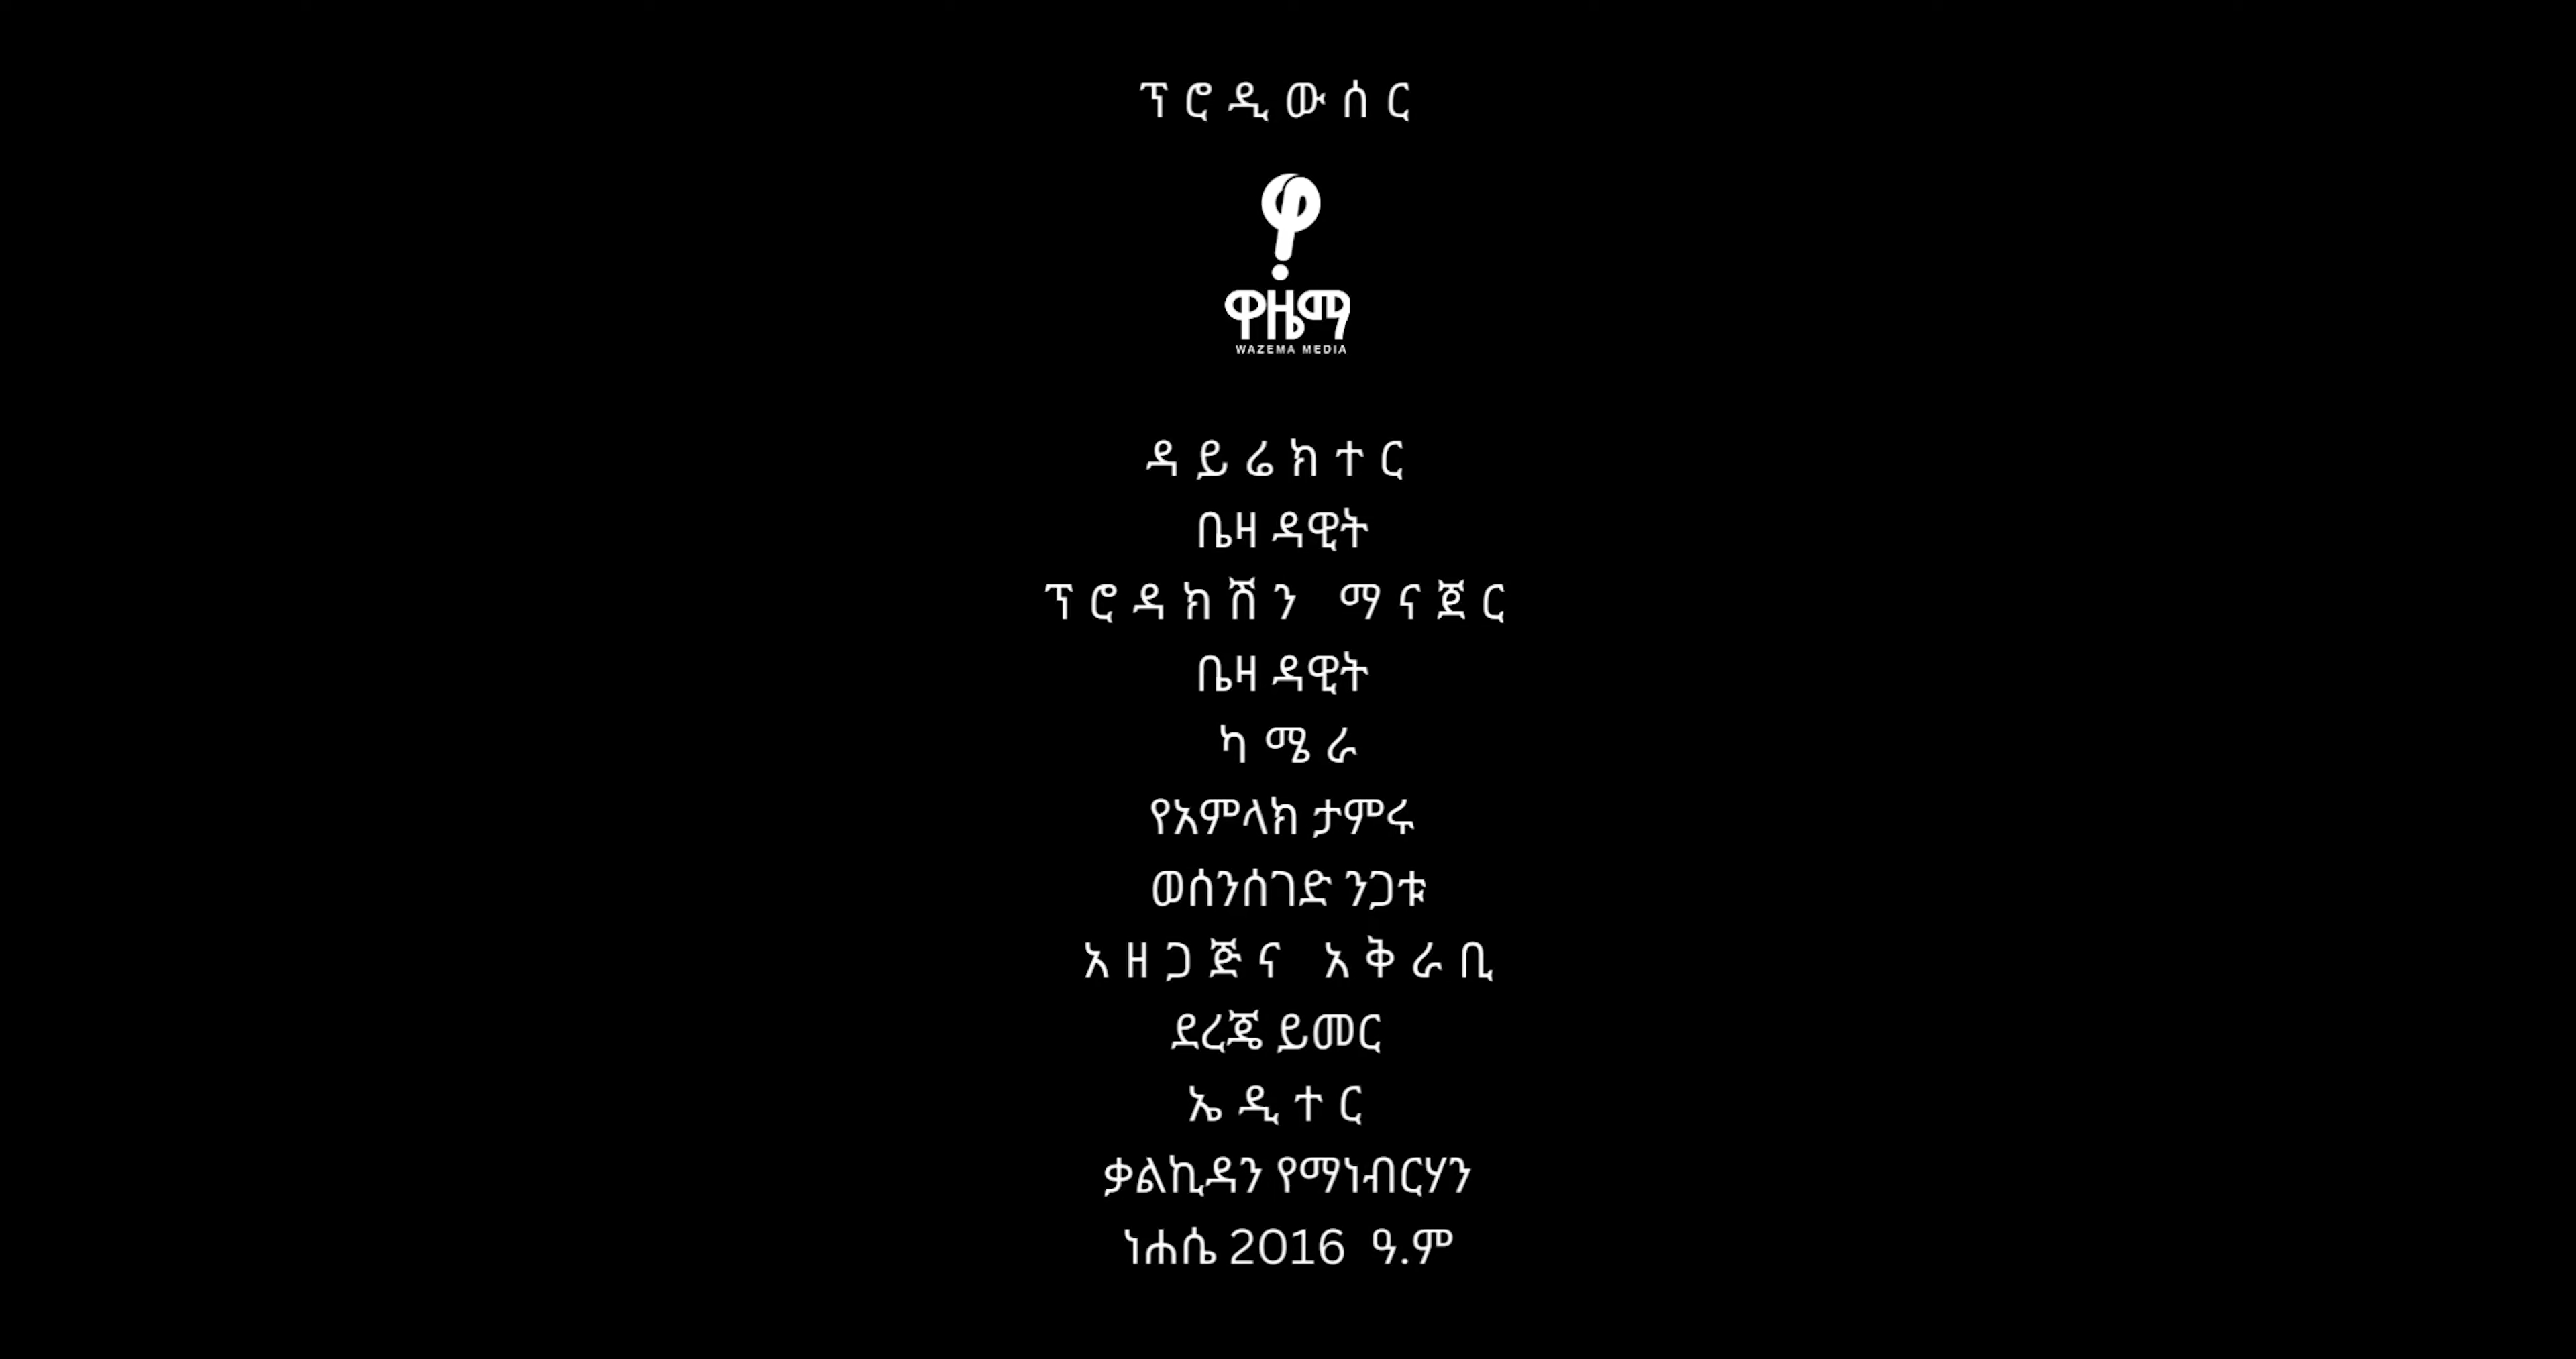 ፕሮዲውሰር
ዋዜማ
WAZEMA MEDIA
ዳይሬክተር
ቤዛ ዳዊት
ፕሮዳክሽን ማናጀር
ቤዛ ዳዊት
ካሜራ
የአምላክ ታምሩ
ወሰንሰገድ ንጋቱ
አዘጋጅና አቅራቢ
ደረጄ ይመር
ኤዲተር
ቃልኪዳን የማነብርሃን
ነሐሴ 2016 ዓ.ም